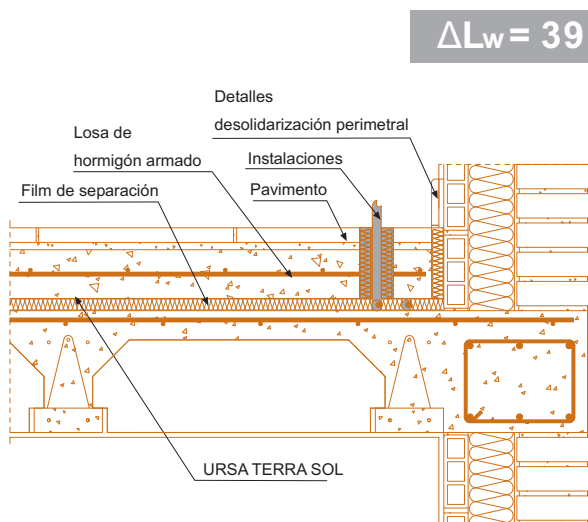 ΔLw = 39
Detalles
desolidarización perimetral
Losa de
hormigón armado
Instalaciones
Film de separación
Pavimento
URSA TERRA SOL